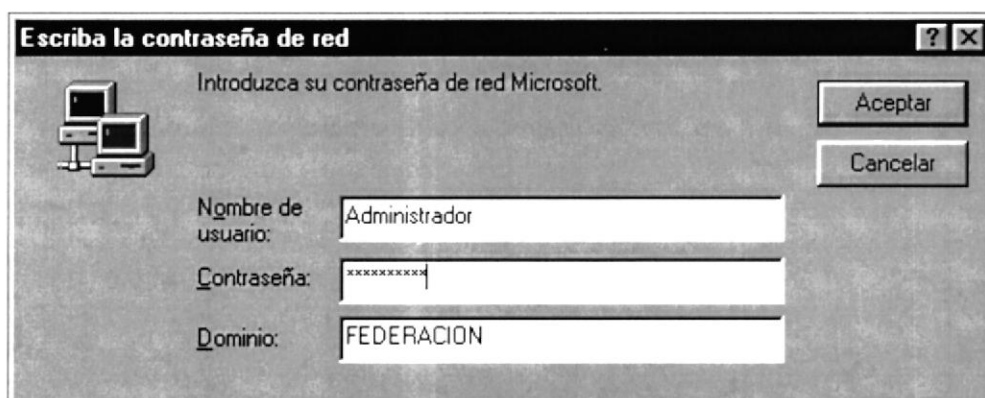 Escriba la contraseña de red
Introduzca su contraseña de red Microsoft.
Aceptar
Cancelar
Nombre de
usuario:
Administrador
Contraseña:
××××××××××
Dominio:
FEDERACION